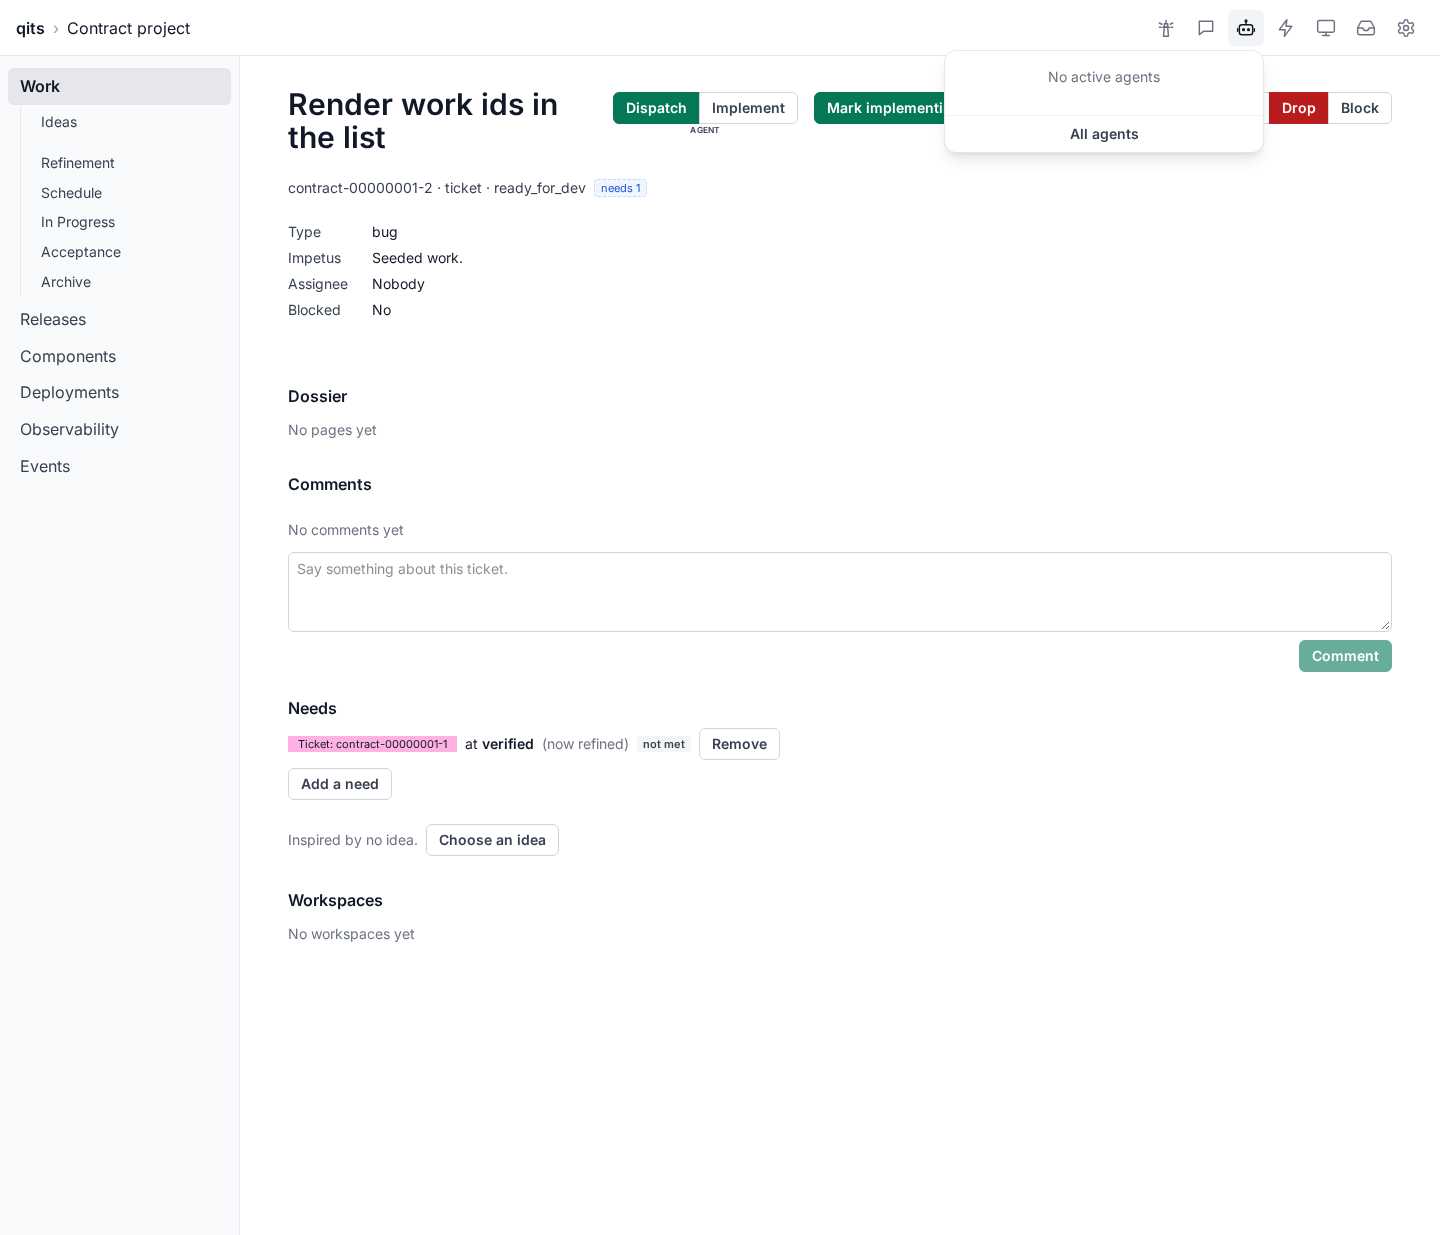 qits › Contract project
No active agents
All agents
Work
Ideas
Refinement
Schedule
In Progress
Acceptance
Archive
Releases
Components
Deployments
Observability
Events
Render work ids in
the list
Dispatch Implement
AGENT
Mark implementi
Drop Block
contract-00000001-2 · ticket · ready_for_dev needs 1
Type bug
Impetus Seeded work.
Assignee Nobody
Blocked No
Dossier
No pages yet
Comments
No comments yet
Say something about this ticket.
Comment
Needs
Ticket: contract-00000001-1 at verified (now refined) not met Remove
Add a need
Inspired by no idea. Choose an idea
Workspaces
No workspaces yet